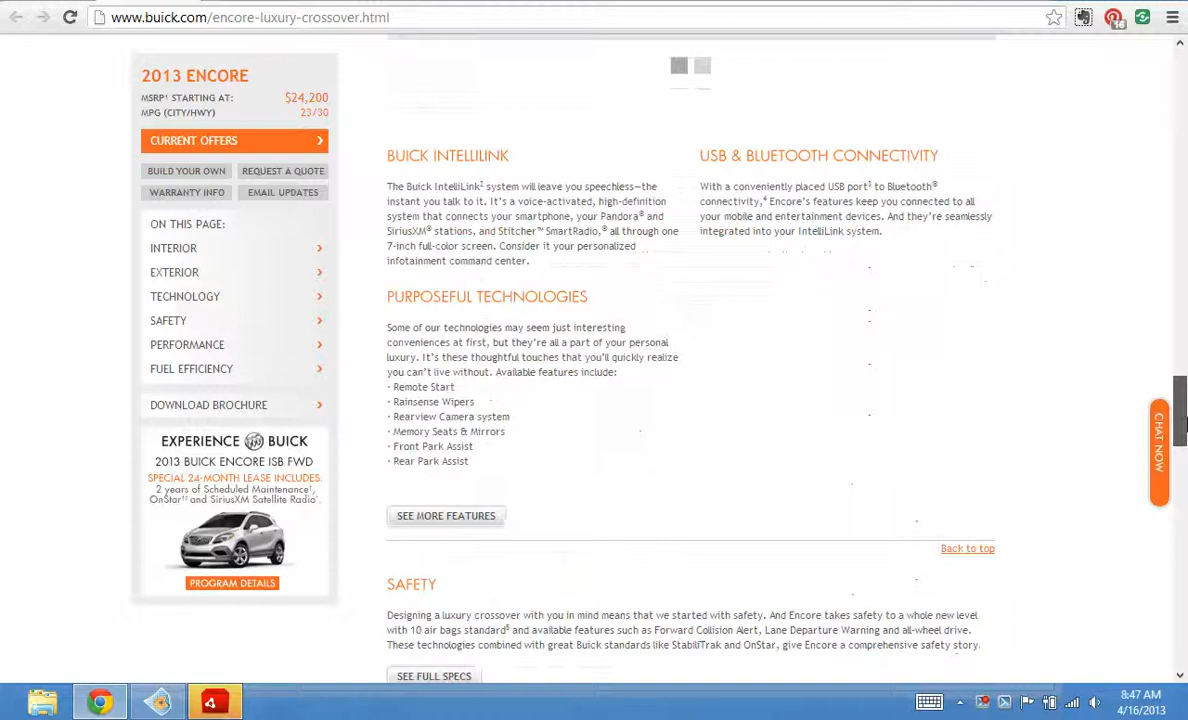 www.buick.com/encore-luxury-crossover.html
2013 ENCORE
MSRP¹ STARTING AT: $24,200
MPG (CITY/HWY) 23/30
CURRENT OFFERS
BUILD YOUR OWN REQUEST A QUOTE
WARRANTY INFO EMAIL UPDATES
ON THIS PAGE:
INTERIOR
EXTERIOR
TECHNOLOGY
SAFETY
PERFORMANCE
FUEL EFFICIENCY
DOWNLOAD BROCHURE
EXPERIENCE BUICK
2013 BUICK ENCORE ISB FWD
SPECIAL 24-MONTH LEASE INCLUDES:
2 years of Scheduled Maintenance†,
OnStar†† and SiriusXM Satellite Radio*.
PROGRAM DETAILS
BUICK INTELLILINK
The Buick IntelliLink² system will leave you speechless—the
instant you talk to it. It's a voice-activated, high-definition
system that connects your smartphone, your Pandora® and
SiriusXM® stations, and Stitcher™ SmartRadio,® all through one
7-inch full-color screen. Consider it your personalized
infotainment command center.
USB & BLUETOOTH CONNECTIVITY
With a conveniently placed USB port³ to Bluetooth®
connectivity,⁴ Encore's features keep you connected to all
your mobile and entertainment devices. And they're seamlessly
integrated into your IntelliLink system.
PURPOSEFUL TECHNOLOGIES
Some of our technologies may seem just interesting
conveniences at first, but they're all a part of your personal
luxury. It's these thoughtful touches that you'll quickly realize
you can't live without. Available features include:
· Remote Start
· Rainsense Wipers
· Rearview Camera system
· Memory Seats & Mirrors
· Front Park Assist
· Rear Park Assist
SEE MORE FEATURES
Back to top
SAFETY
Designing a luxury crossover with you in mind means that we started with safety. And Encore takes safety to a whole new level
with 10 air bags standard⁵ and available features such as Forward Collision Alert, Lane Departure Warning and all-wheel drive.
These technologies combined with great Buick standards like StabiliTrak and OnStar, give Encore a comprehensive safety story.
SEE FULL SPECS
CHAT NOW
8:47 AM
4/16/2013